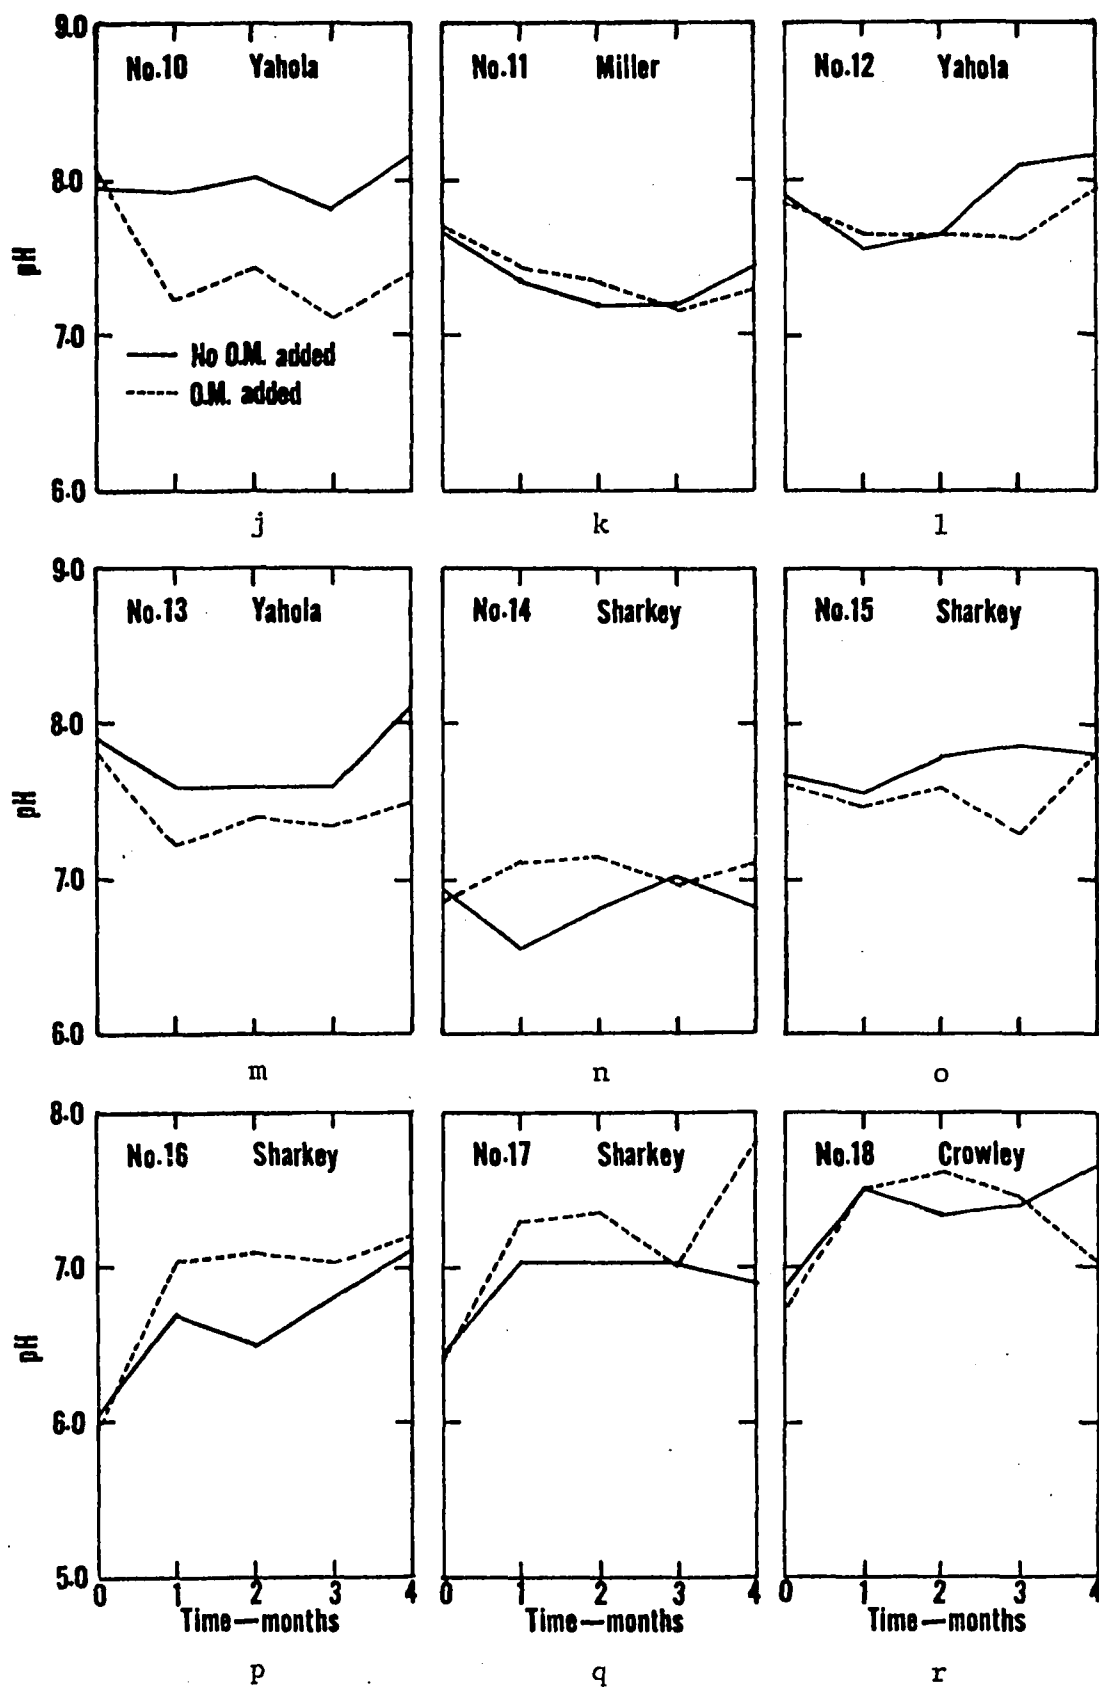 9.0
No.10 Yahola
No.11 Miller
No.12 Yahola
8.0
pH
7.0
No O.M. added
O.M. added
6.0
j
k
l
9.0
No.13 Yahola
No.14 Sharkey
No.15 Sharkey
8.0
pH
7.0
6.0
m
n
o
8.0
No.16 Sharkey
No.17 Sharkey
No.18 Crowley
7.0
pH
6.0
5.0
0 1 2 3 4
0 1 2 3 4
0 1 2 3 4
Time—months
Time—months
Time—months
p
q
r